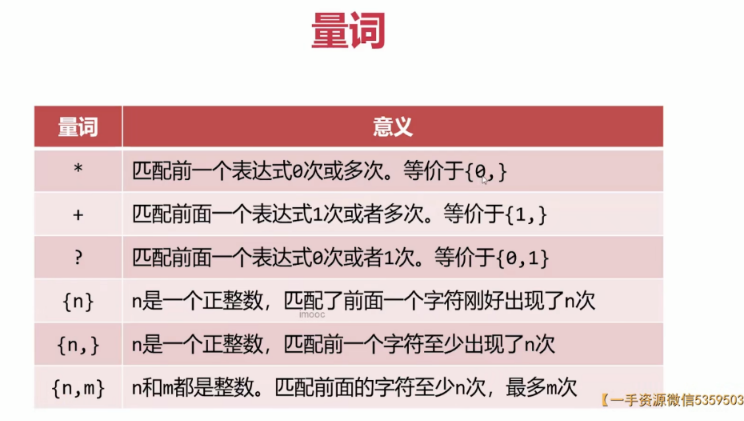 量词
量词 意义
* 匹配前一个表达式0次或多次。等价于{0,}
+ 匹配前面一个表达式1次或者多次。等价于{1,}
? 匹配前面一个表达式0次或者1次。等价于{0,1}
{n} n是一个正整数，匹配了前面一个字符刚好出现了n次
imooc
{n,} n是一个正整数，匹配前一个字符至少出现了n次
{n,m} n和m都是整数。匹配前面的字符至少n次，最多m次
【一手资源微信5359503